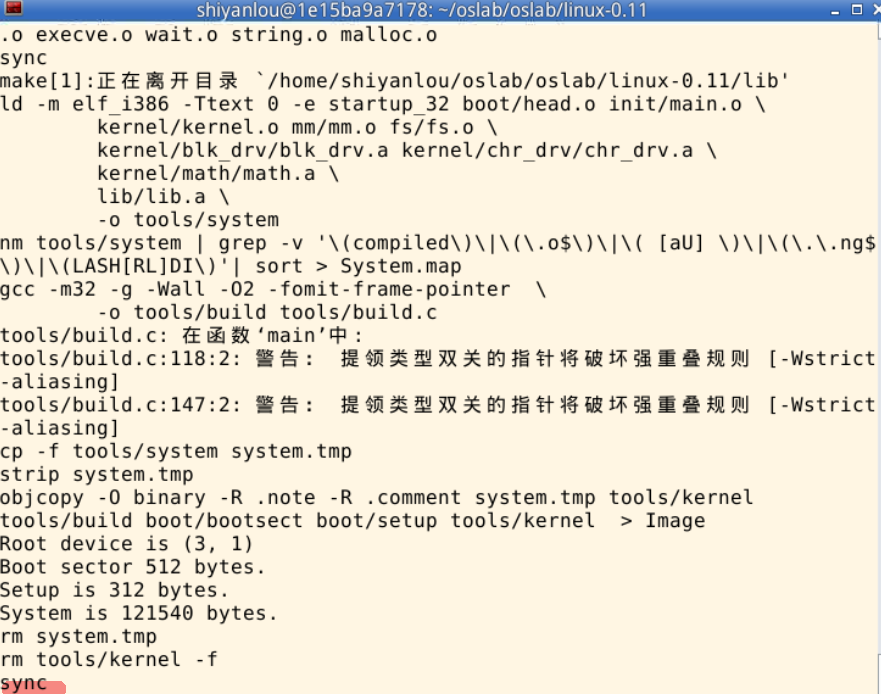 shiyanlou@1e15ba9a7178: ~/oslab/oslab/linux-0.11
.o execve.o wait.o string.o malloc.o
sync
make[1]:正在离开目录 `/home/shiyanlou/oslab/oslab/linux-0.11/lib'
ld -m elf_i386 -Ttext 0 -e startup_32 boot/head.o init/main.o \
        kernel/kernel.o mm/mm.o fs/fs.o \
        kernel/blk_drv/blk_drv.a kernel/chr_drv/chr_drv.a \
        kernel/math/math.a \
        lib/lib.a \
        -o tools/system
nm tools/system | grep -v '\(compiled\)\|\(\.o$\)\|\( [aU] \)\|\(\.\.ng$
\)\|\(LASH[RL]DI\)'| sort > System.map
gcc -m32 -g -Wall -O2 -fomit-frame-pointer  \
        -o tools/build tools/build.c
tools/build.c: 在函数‘main’中:
tools/build.c:118:2: 警告: 提领类型双关的指针将破坏强重叠规则 [-Wstrict
-aliasing]
tools/build.c:147:2: 警告: 提领类型双关的指针将破坏强重叠规则 [-Wstrict
-aliasing]
cp -f tools/system system.tmp
strip system.tmp
objcopy -O binary -R .note -R .comment system.tmp tools/kernel
tools/build boot/bootsect boot/setup tools/kernel  > Image
Root device is (3, 1)
Boot sector 512 bytes.
Setup is 312 bytes.
System is 121540 bytes.
rm system.tmp
rm tools/kernel -f
sync